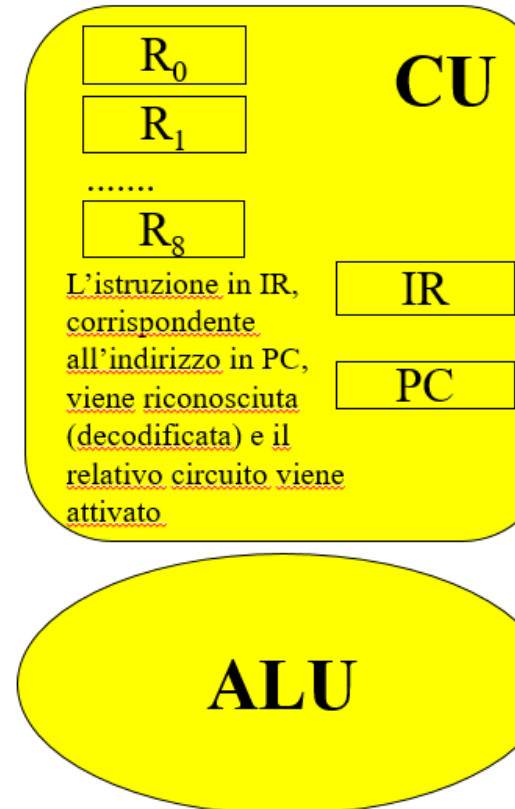 R₀
CU
R₁
.......
R₈
L'istruzione in IR,
corrispondente
all'indirizzo in PC,
viene riconosciuta
(decodificata) e il
relativo circuito viene
attivato
IR
PC
ALU